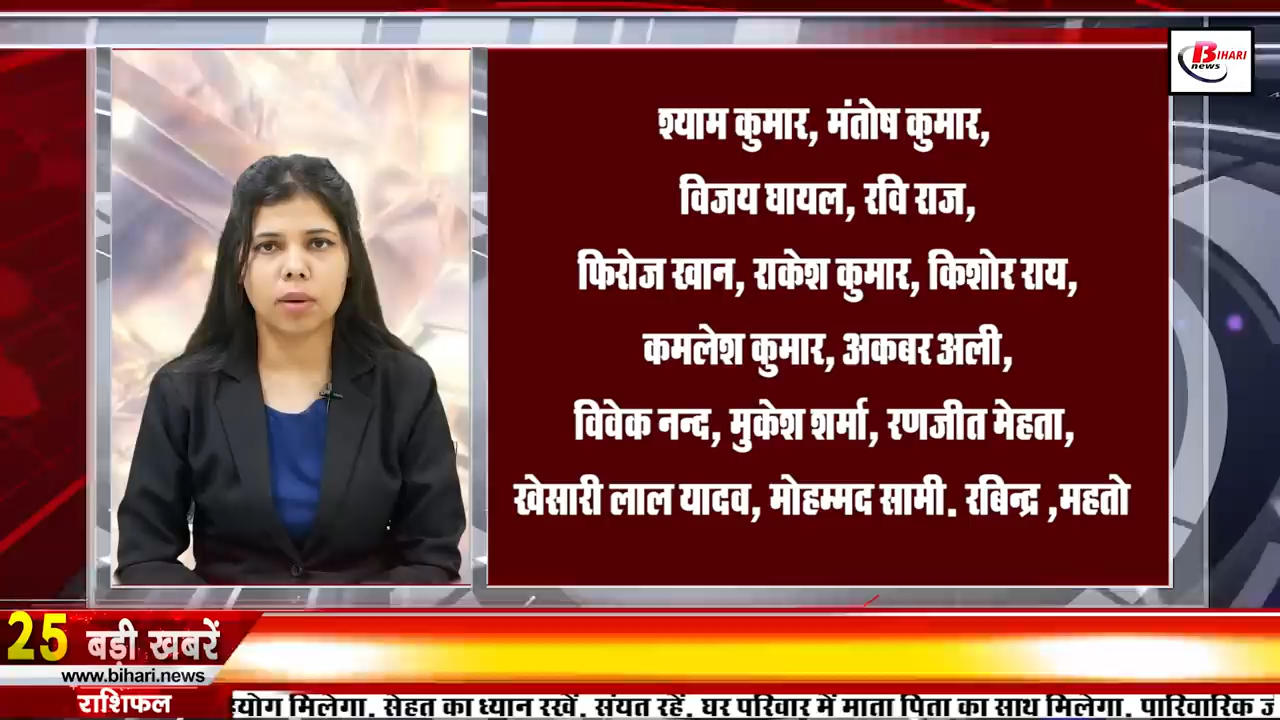 BIHARI
news
श्याम कुमार, मंतोष कुमार,
विजय घायल, रवि राज,
फिरोज खान, राकेश कुमार, किशोर राय,
कमलेश कुमार, अकबर अली,
विवेक नन्द, मुकेश शर्मा, रणजीत मेहता,
खेसारी लाल यादव, मोहम्मद सामी. रबिन्द्र ,महतो
25 बड़ी खबरें
www.bihari.news
राशिफल
मिलेगा. सेहत का ध्यान रखें. संयत रहें. घर परिवार में माता पिता का साथ मिलेगा. पारिवारिक